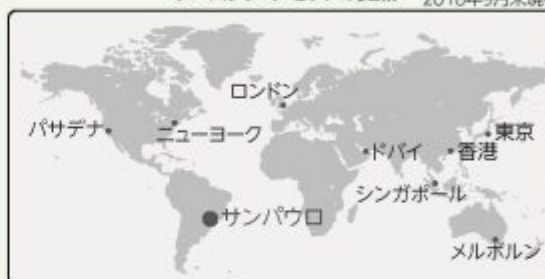 ロンドン
パサデナ
ニューヨーク
東京
ドバイ
香港
シンガポール
サンパウロ
メルボルン